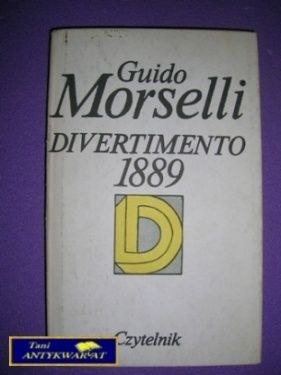 Guido
Morselli
DIVERTIMENTO
1889
D
Czytelnik
Tani
ANTYKWARIAT